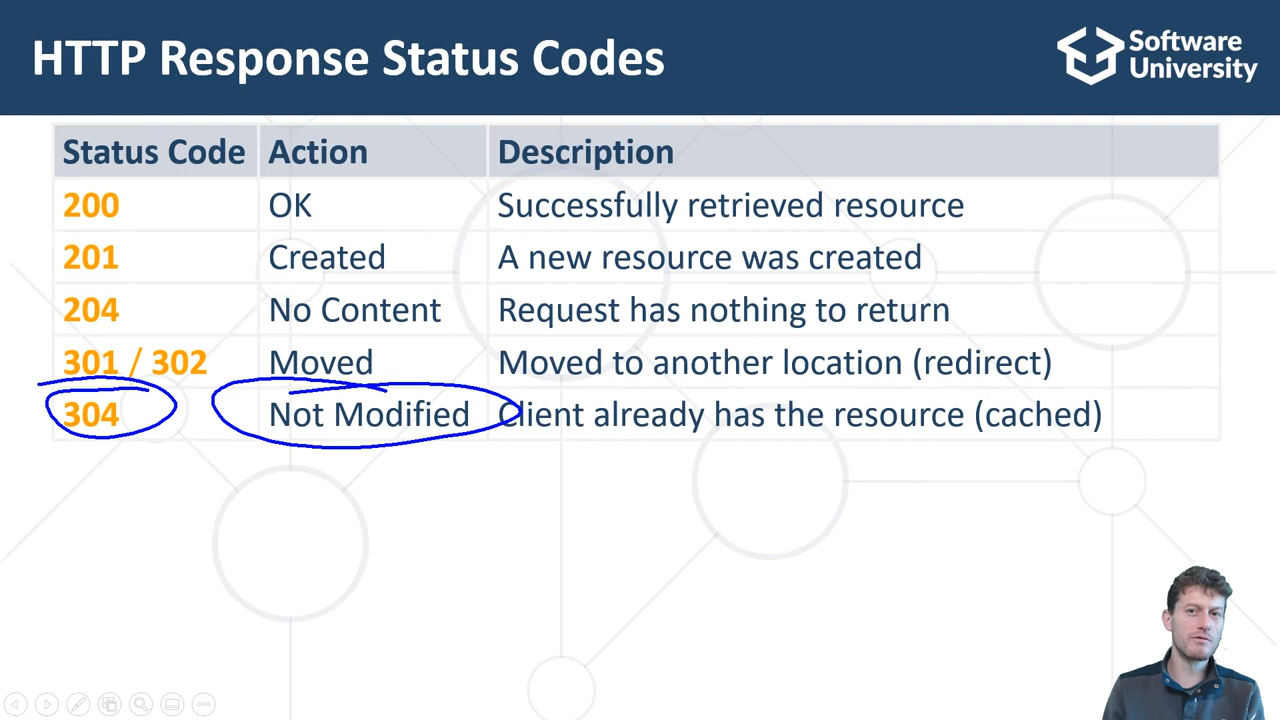 HTTP Response Status Codes
Software
University
Status Code Action Description
200 OK Successfully retrieved resource
201 Created A new resource was created
204 No Content Request has nothing to return
301 / 302 Moved Moved to another location (redirect)
304 Not Modified Client already has the resource (cached)